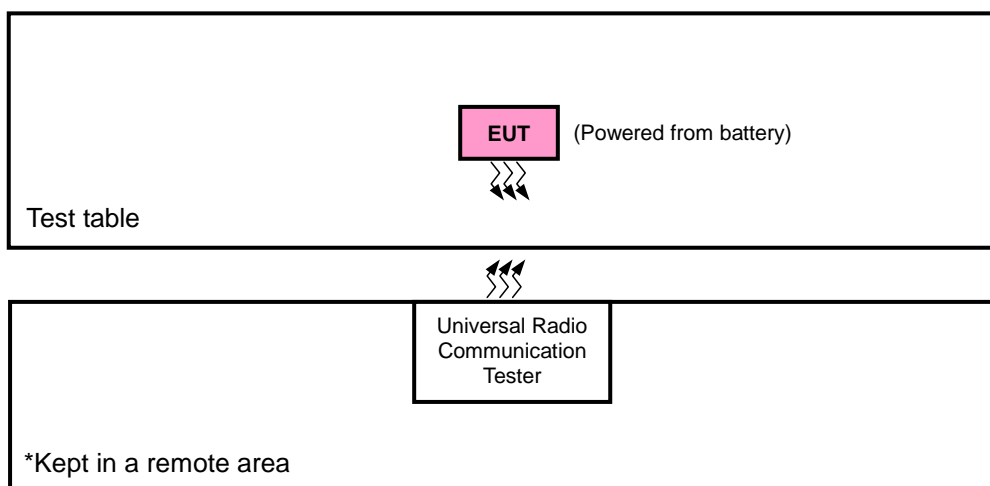 EUT
(Powered from battery)
Test table
Universal Radio
Communication
Tester
*Kept in a remote area